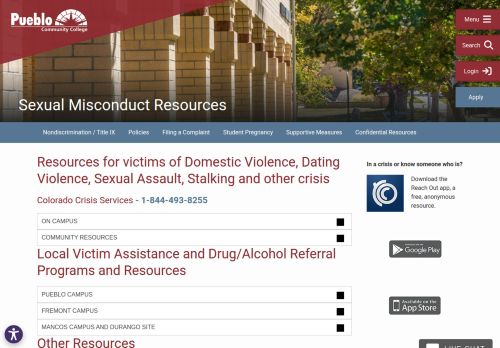 Pueblo
Community College
Menu
Search
Login
Apply
Sexual Misconduct Resources
Nondiscrimination / Title IX
Policies
Filing a Complaint
Student Pregnancy
Supportive Measures
Confidential Resources
Resources for victims of Domestic Violence, Dating
Violence, Sexual Assault, Stalking and other crisis
Colorado Crisis Services - 1-844-493-8255
ON CAMPUS
COMMUNITY RESOURCES
Local Victim Assistance and Drug/Alcohol Referral
Programs and Resources
PUEBLO CAMPUS
FREMONT CAMPUS
MANCOS CAMPUS AND DURANGO SITE
Other Resources
In a crisis or know someone who is?
Download the
Reach Out app, a
free, anonymous
resource.
GET IT ON
Google Play
Available on the
App Store
LIVE CHAT